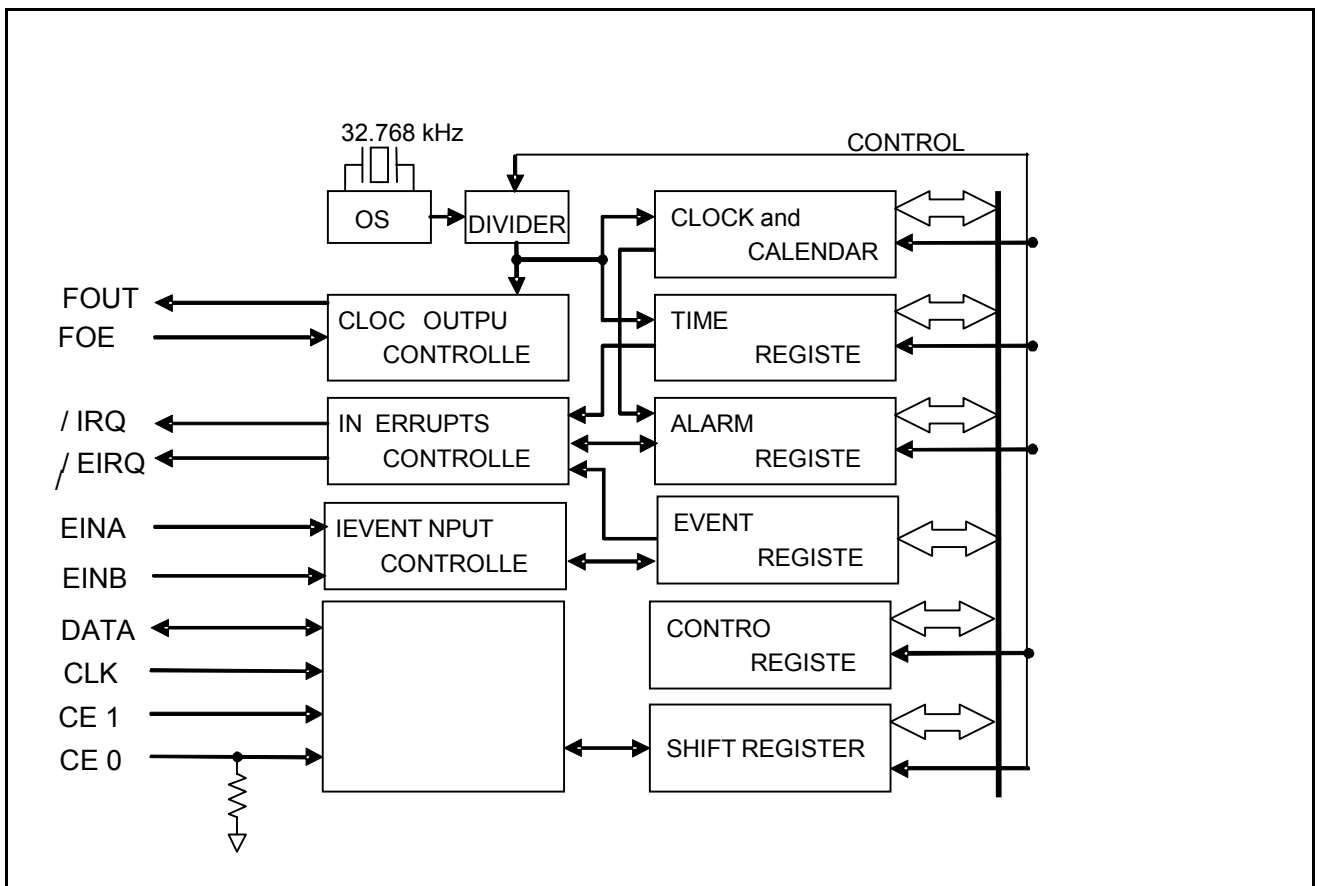 32.768 kHz
CONTROL
OS
DIVIDER
CLOCK and
CALENDAR
FOUT
FOE
CLOC OUTPU
CONTROLLE
TIME
REGISTE
/ IRQ
/ EIRQ
IN ERRUPTS
CONTROLLE
ALARM
REGISTE
EINA
EINB
IEVENT NPUT
CONTROLLE
EVENT
REGISTE
DATA
CLK
CE 1
CE 0
CONTRO
REGISTE
SHIFT REGISTER